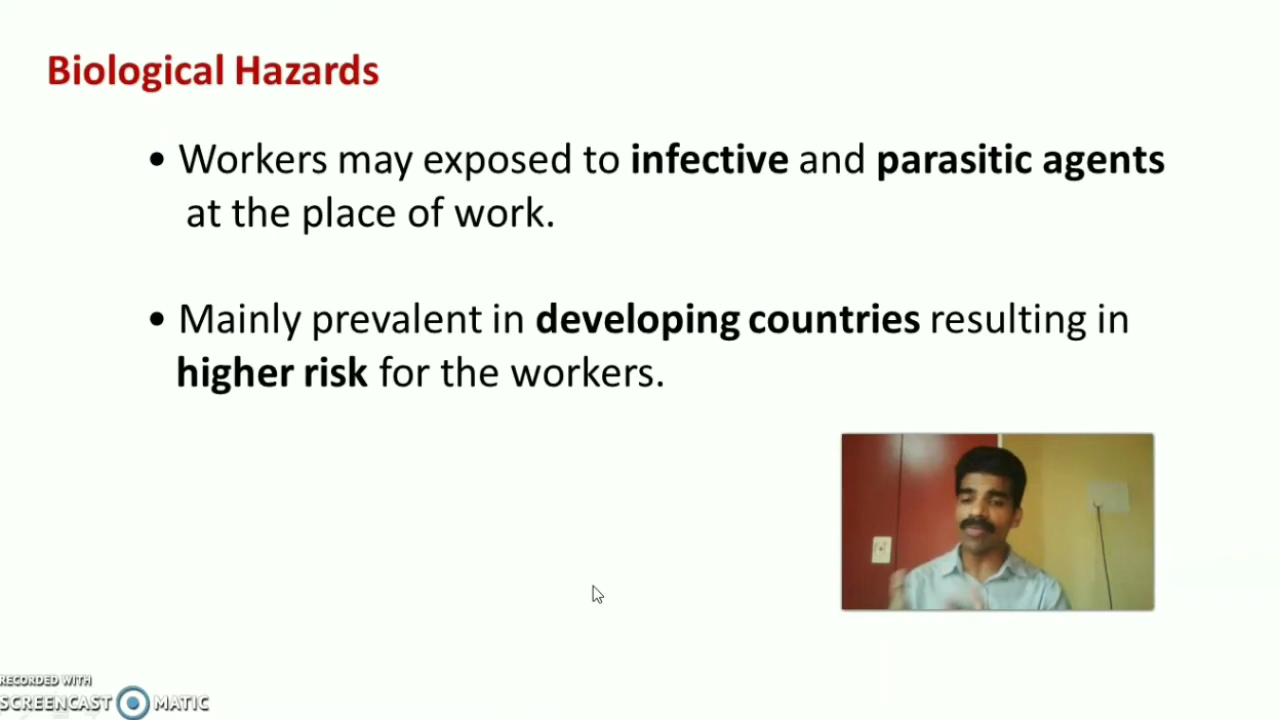 Biological Hazards
• Workers may exposed to infective and parasitic agents
at the place of work.
• Mainly prevalent in developing countries resulting in
higher risk for the workers.
RECORDED WITH
SCREENCAST MATIC